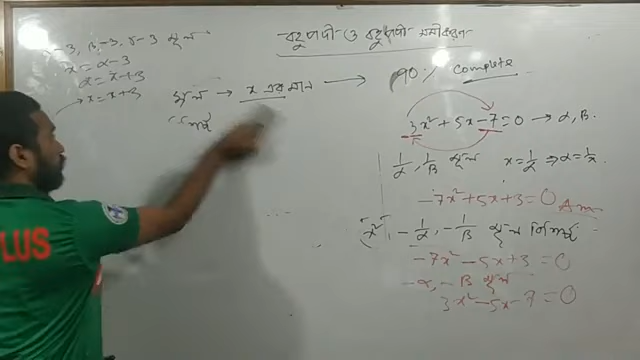 বহুপদী ও বহুপদী সমীকরণ
α-3, β-3, γ-3 মূল
x = α-3
α = x+3
→ x = x+3
মূল → x এর মান → 90% Complete
3x² + 5x - 7 = 0 → α, β.
1/α, 1/β মূল x = 1/α ⇒ α = 1/x.
-7x² + 5x + 3 = 0 Ans
x², -1/α, -1/β মূল নির্ণয়
-7x² - 5x + 3 = 0
-α, -β মূল
3x² - 5x - 7 = 0
PLUS